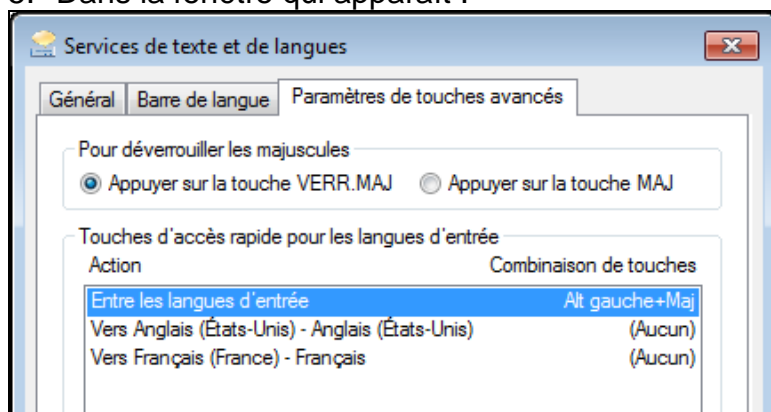 Dans la fenêtre qui apparaît :
Services de texte et de langues
Général Barre de langue Paramètres de touches avancés
Pour déverrouiller les majuscules
Appuyer sur la touche VERR.MAJ Appuyer sur la touche MAJ
Touches d'accès rapide pour les langues d'entrée
Action Combinaison de touches
Entre les langues d'entrée Alt gauche+Maj
Vers Anglais (États-Unis) - Anglais (États-Unis) (Aucun)
Vers Français (France) - Français (Aucun)